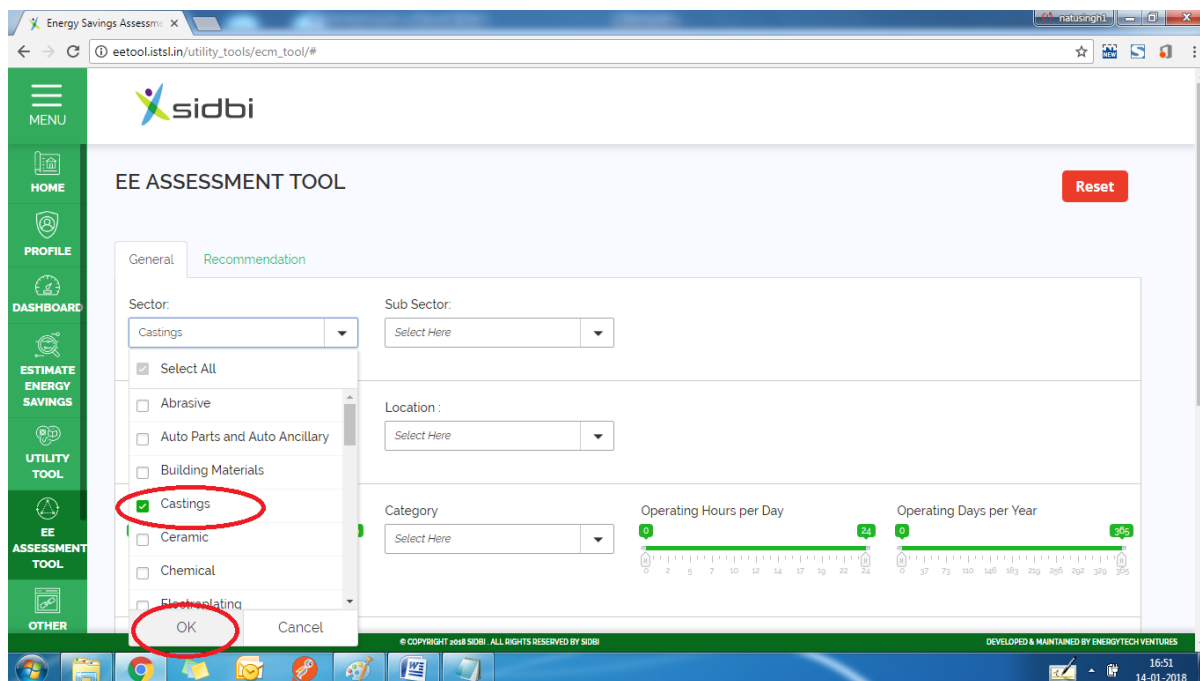 Energy Savings Assessme
natusingh1
eetool.istsl.in/utility_tools/ecm_tool/#
NEW
S
MENU
sidbi
HOME
EE ASSESSMENT TOOL
Reset
PROFILE
General Recommendation
DASHBOARD
Sector: Sub Sector:
Castings Select Here
ESTIMATE
ENERGY
SAVINGS
Select All
Abrasive
Location :
Auto Parts and Auto Ancillary Select Here
UTILITY
TOOL
Building Materials
Castings Category Operating Hours per Day Operating Days per Year
EE
ASSESSMENT
TOOL
Ceramic Select Here 0 24 0 365
0 2 5 7 10 12 14 17 19 22 24 0 37 73 110 146 183 219 256 292 329 365
Chemical
Electroplating
OTHER
OK Cancel
© COPYRIGHT 2018 SIDBI . ALL RIGHTS RESERVED BY SIDBI DEVELOPED & MAINTAINED BY ENERGYTECH VENTURES
16:51
14-01-2018